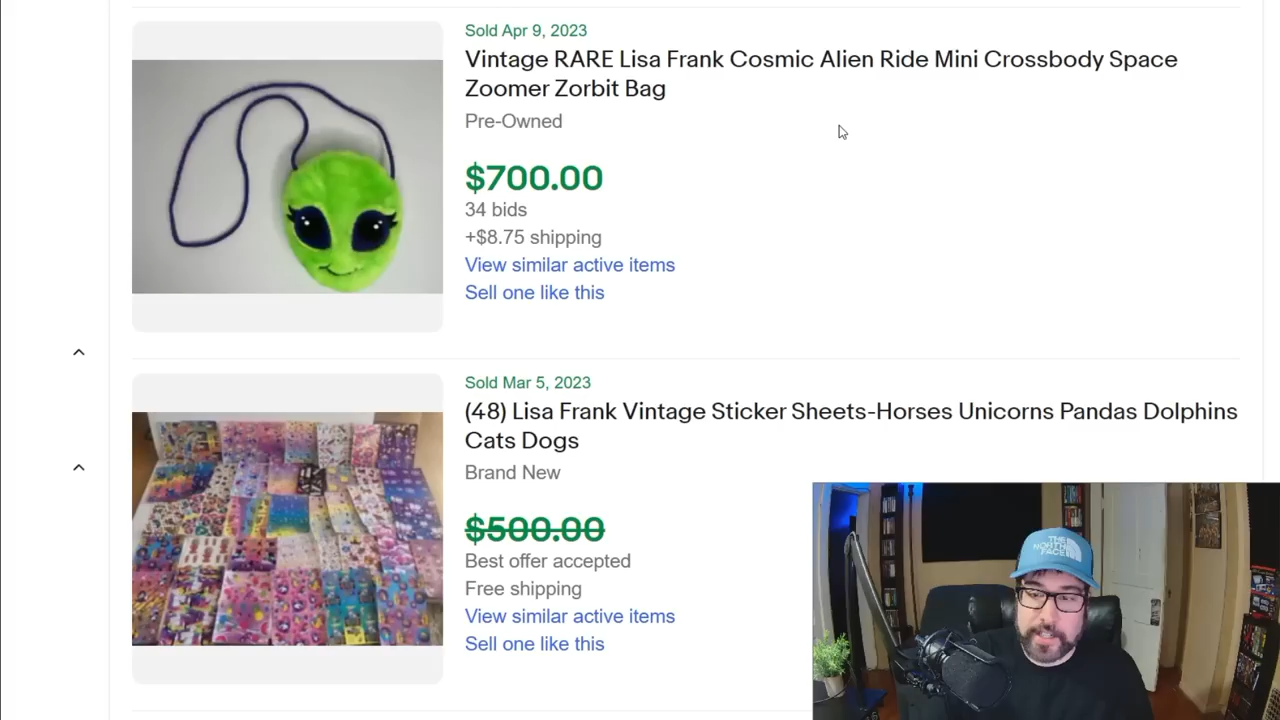 Sold Apr 9, 2023
Vintage RARE Lisa Frank Cosmic Alien Ride Mini Crossbody Space
Zoomer Zorbit Bag
Pre-Owned
$700.00
34 bids
+$8.75 shipping
View similar active items
Sell one like this
Sold Mar 5, 2023
(48) Lisa Frank Vintage Sticker Sheets-Horses Unicorns Pandas Dolphins
Cats Dogs
Brand New
$500.00
Best offer accepted
Free shipping
View similar active items
Sell one like this
THE
NORTH
FACE